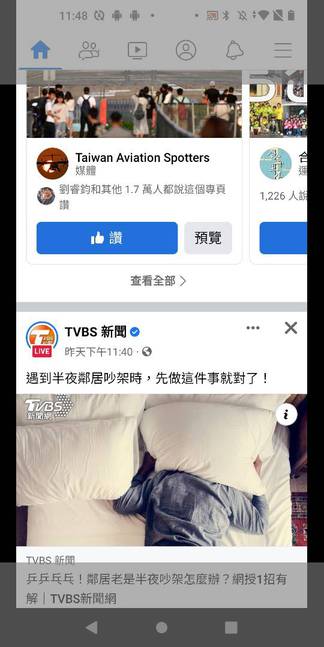 11:48
Taiwan Aviation Spotters
媒體
劉睿鈞和其他 1.7 萬人都說這個專頁
讚
讚
預覽
1,226 人說
查看全部
TVBS 新聞
LIVE
昨天下午11:40
遇到半夜鄰居吵架時，先做這件事就對了！
TVBS
新聞網
TVBS 新聞
乒乒乓乓！鄰居老是半夜吵架怎麼辦？網授1招有
解｜TVBS新聞網